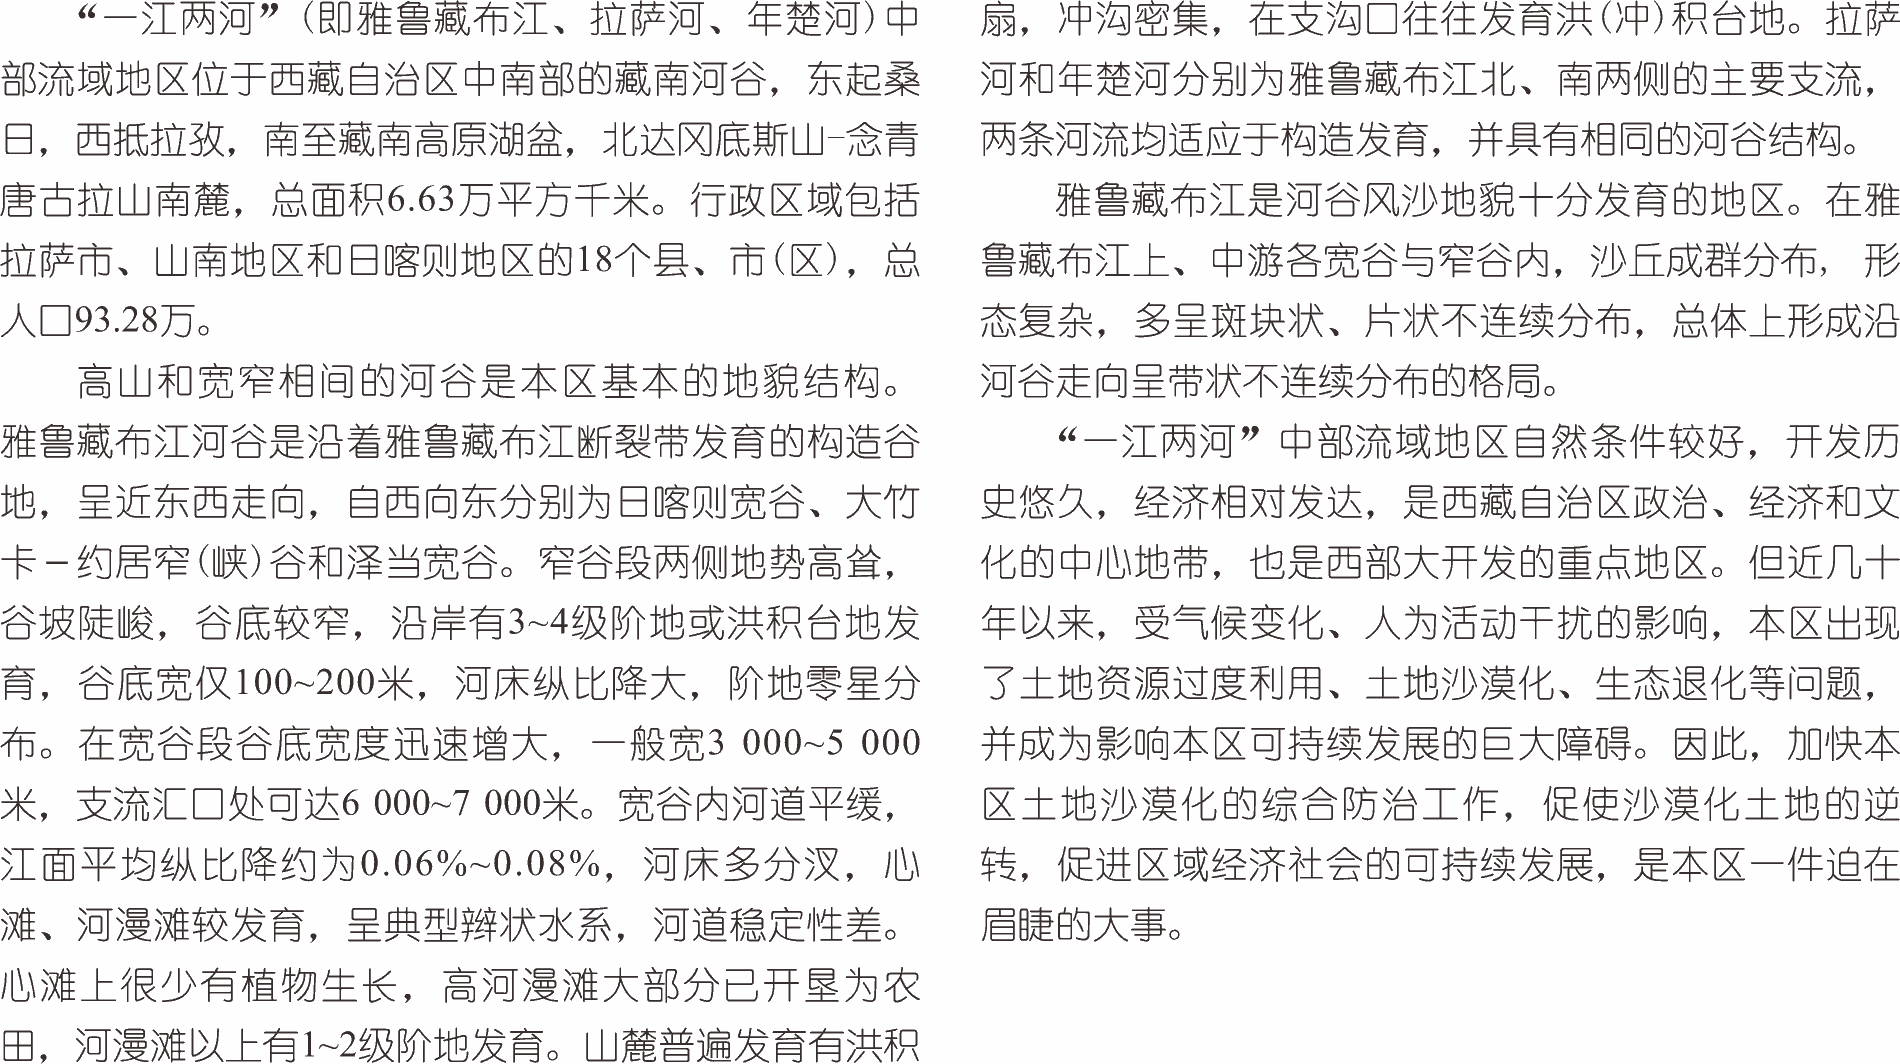 “一江两河”(即雅鲁藏布江、拉萨河、年楚河)中
部流域地区位于西藏自治区中南部的藏南河谷，东起桑
日，西抵拉孜，南至藏南高原湖盆，北达冈底斯山-念青
唐古拉山南麓，总面积6.63万平方千米。行政区域包括
拉萨市、山南地区和日喀则地区的18个县、市(区)，总
人口93.28万。
高山和宽窄相间的河谷是本区基本的地貌结构。
雅鲁藏布江河谷是沿着雅鲁藏布江断裂带发育的构造谷
地，呈近东西走向，自西向东分别为日喀则宽谷、大竹
卡－约居窄(峡)谷和泽当宽谷。窄谷段两侧地势高耸，
谷坡陡峻，谷底较窄，沿岸有3~4级阶地或洪积台地发
育，谷底宽仅100~200米，河床纵比降大，阶地零星分
布。在宽谷段谷底宽度迅速增大，一般宽3 000~5 000
米，支流汇口处可达6 000~7 000米。宽谷内河道平缓，
江面平均纵比降约为0.06%~0.08%，河床多分汊，心
滩、河漫滩较发育，呈典型辫状水系，河道稳定性差。
心滩上很少有植物生长，高河漫滩大部分已开垦为农
田，河漫滩以上有1~2级阶地发育。山麓普遍发育有洪积
扇，冲沟密集，在支沟口往往发育洪(冲)积台地。拉萨
河和年楚河分别为雅鲁藏布江北、南两侧的主要支流，
两条河流均适应于构造发育，并具有相同的河谷结构。
雅鲁藏布江是河谷风沙地貌十分发育的地区。在雅
鲁藏布江上、中游各宽谷与窄谷内，沙丘成群分布, 形
态复杂，多呈斑块状、片状不连续分布，总体上形成沿
河谷走向呈带状不连续分布的格局。
“一江两河”中部流域地区自然条件较好，开发历
史悠久，经济相对发达，是西藏自治区政治、经济和文
化的中心地带，也是西部大开发的重点地区。但近几十
年以来，受气候变化、人为活动干扰的影响，本区出现
了土地资源过度利用、土地沙漠化、生态退化等问题，
并成为影响本区可持续发展的巨大障碍。因此，加快本
区土地沙漠化的综合防治工作，促使沙漠化土地的逆
转，促进区域经济社会的可持续发展，是本区一件迫在
眉睫的大事。